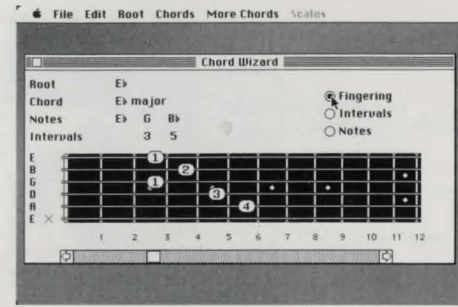 File Edit Root Chords More Chords Scales
Chord Wizard
Root E♭
Chord E♭ major
Notes E♭ G B♭
Intervals 3 5
Fingering
Intervals
Notes
E 1
B 2
G 1
D 3
A 4
E ×
1 2 3 4 5 6 7 8 9 10 11 12